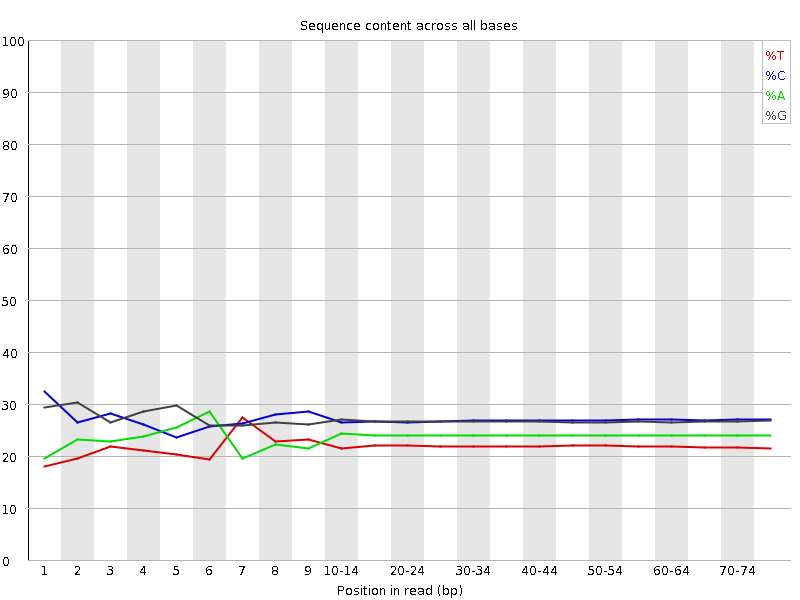 Sequence content across all bases
100
90
80
70
60
50
40
30
20
10
0
%T
%C
%A
%G
1 2 3 4 5 6 7 8 9 10-14 20-24 30-34 40-44 50-54 60-64 70-74
Position in read (bp)